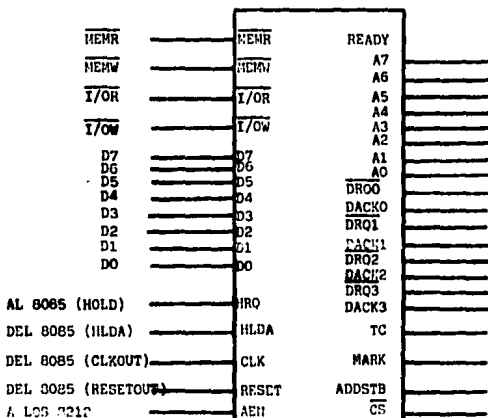 MEMR MEMR READY
A7
MEMW MEMW A6
I/OR I/OR A5
A4
I/OW I/OW A3
A2
D7 D7
D6 D6 A1
D5 D5 A0
D4 D4 DRQ0
D3 D3 DACK0
D2 D2 DRQ1
D1 D1 DACK1
D0 D0 DRQ2
DACK2
DRQ3
AL 8085 (HOLD) HRQ DACK3
DEL 8085 (HLDA) HLDA TC
DEL 8085 (CLKOUT) CLK MARK
DEL 8085 (RESETOUT) RESET ADDSTB
A LOS 8212 AEN CS